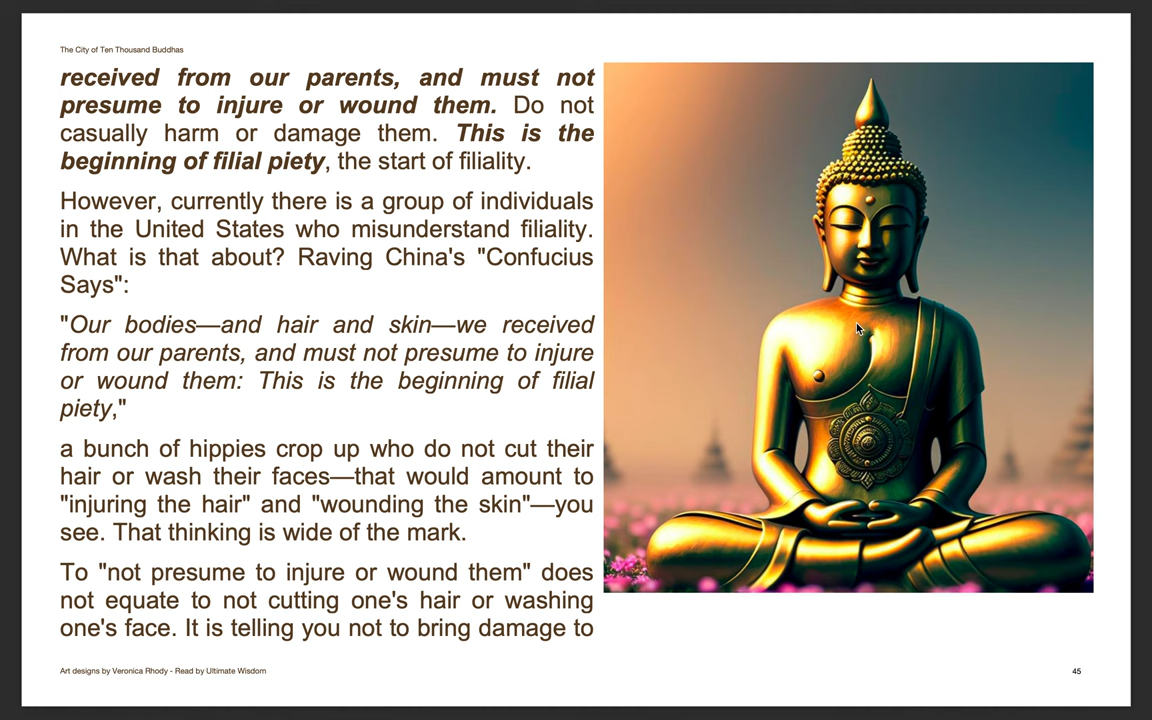 The City of Ten Thousand Buddhas
received from our parents, and must not
presume to injure or wound them. Do not
casually harm or damage them. This is the
beginning of filial piety, the start of filiality.
However, currently there is a group of individuals
in the United States who misunderstand filiality.
What is that about? Raving China's "Confucius
Says":
"Our bodies—and hair and skin—we received
from our parents, and must not presume to injure
or wound them: This is the beginning of filial
piety,"
a bunch of hippies crop up who do not cut their
hair or wash their faces—that would amount to
"injuring the hair" and "wounding the skin"—you
see. That thinking is wide of the mark.
To "not presume to injure or wound them" does
not equate to not cutting one's hair or washing
one's face. It is telling you not to bring damage to
Art designs by Veronica Rhody - Read by Ultimate Wisdom
45